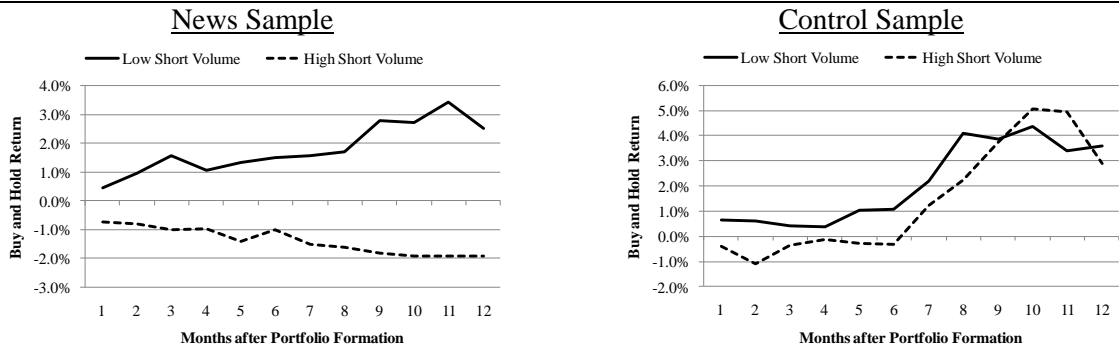 News Sample
Low Short Volume High Short Volume
Buy and Hold Return
4.0%
3.0%
2.0%
1.0%
0.0%
-1.0%
-2.0%
-3.0%
1 2 3 4 5 6 7 8 9 10 11 12
Months after Portfolio Formation
Control Sample
Low Short Volume High Short Volume
Buy and Hold Return
6.0%
5.0%
4.0%
3.0%
2.0%
1.0%
0.0%
-1.0%
-2.0%
1 2 3 4 5 6 7 8 9 10 11 12
Months after Portfolio Formation